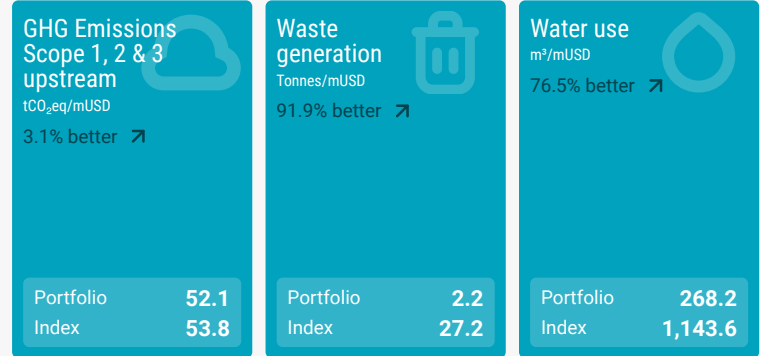 GHG Emissions
Scope 1, 2 & 3
upstream
tCO₂eq/mUSD
3.1% better
Portfolio 52.1
Index 53.8
Waste
generation
Tonnes/mUSD
91.9% better
Portfolio 2.2
Index 27.2
Water use
m³/mUSD
76.5% better
Portfolio 268.2
Index 1,143.6